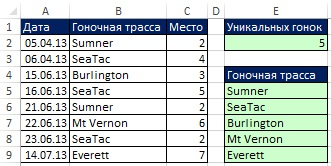 A B C D E
1 Дата Гоночная трасса Место Уникальных гонок
2 05.04.13 Sumner 2 5
3 06.04.13 SeaTac 4
4 15.06.13 Burlington 3 Гоночная трасса
5 16.06.13 SeaTac 5 Sumner
6 21.06.13 Sumner 2 SeaTac
7 22.06.13 Mt Vernon 6 Burlington
8 23.06.13 SeaTac 2 Mt Vernon
9 14.07.13 Everett 7 Everett